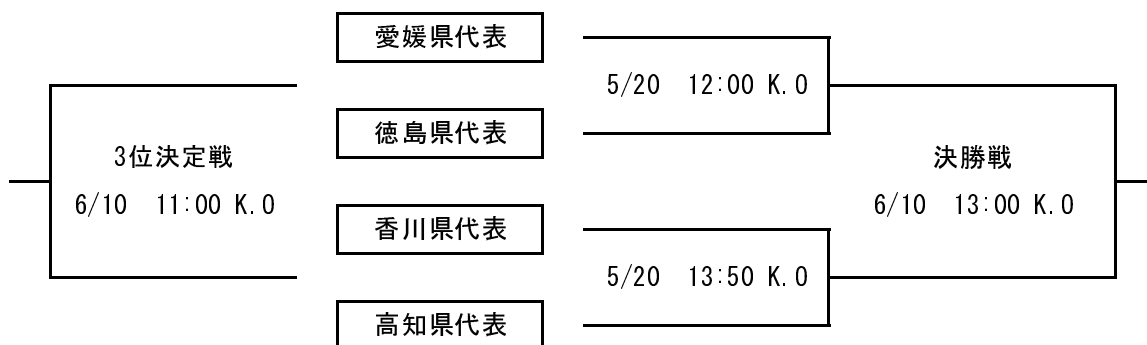 愛媛県代表
5/20 12:00 K.O
徳島県代表
3位決定戦
6/10 11:00 K.O
決勝戦
6/10 13:00 K.O
香川県代表
5/20 13:50 K.O
高知県代表